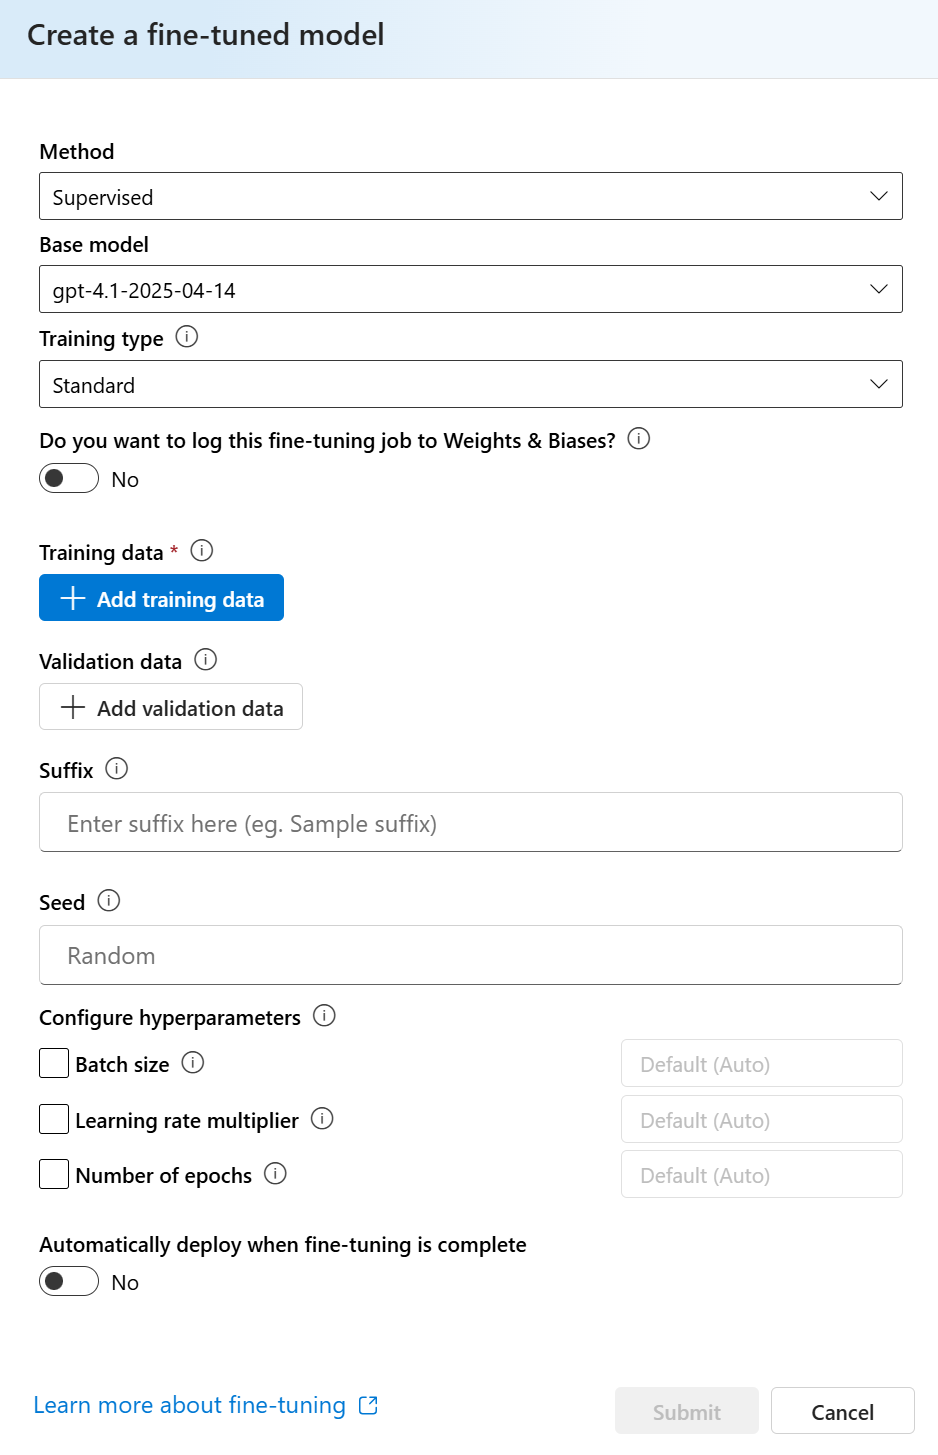 Create a fine-tuned model
Method
Supervised
Base model
gpt-4.1-2025-04-14
Training type
Standard
Do you want to log this fine-tuning job to Weights & Biases?
No
Training data *
Add training data
Validation data
Add validation data
Suffix
Enter suffix here (eg. Sample suffix)
Seed
Random
Configure hyperparameters
Batch size Default (Auto)
Learning rate multiplier Default (Auto)
Number of epochs Default (Auto)
Automatically deploy when fine-tuning is complete
No
Learn more about fine-tuning Submit Cancel